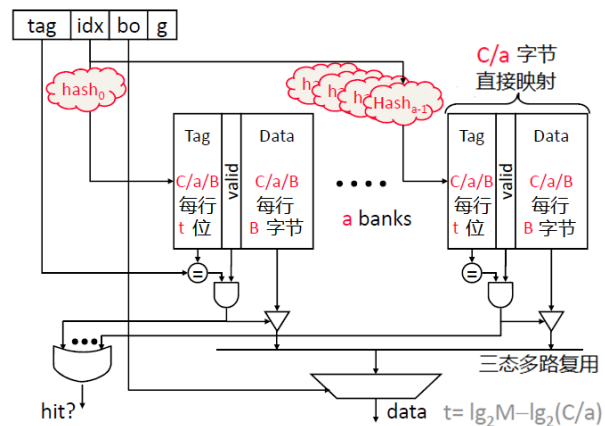 tag idx bo g
C/a 字节
直接映射
hash0
ha
h
h
Hasha-1
Tag valid Data
C/a/B
每行
t 位
C/a/B
每行
B 字节
a banks
Tag valid Data
C/a/B
每行
t 位
C/a/B
每行
B 字节
=
=
三态多路复用
hit?
data
t= lg2M–lg2(C/a)